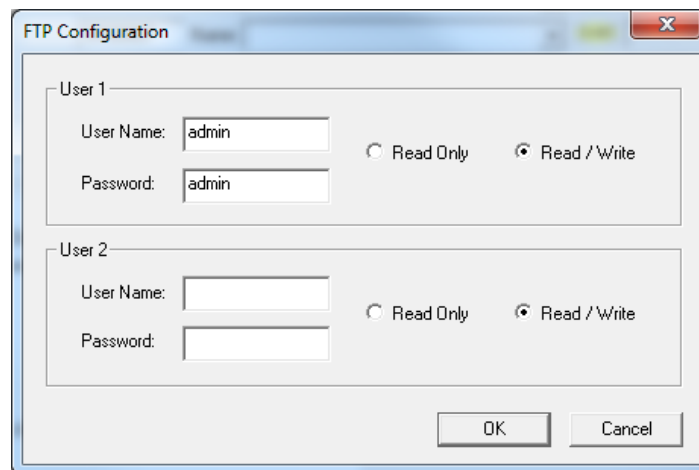 FTP Configuration
User 1
User Name: admin
Read Only Read / Write
Password: admin
User 2
User Name:
Read Only Read / Write
Password:
OK Cancel